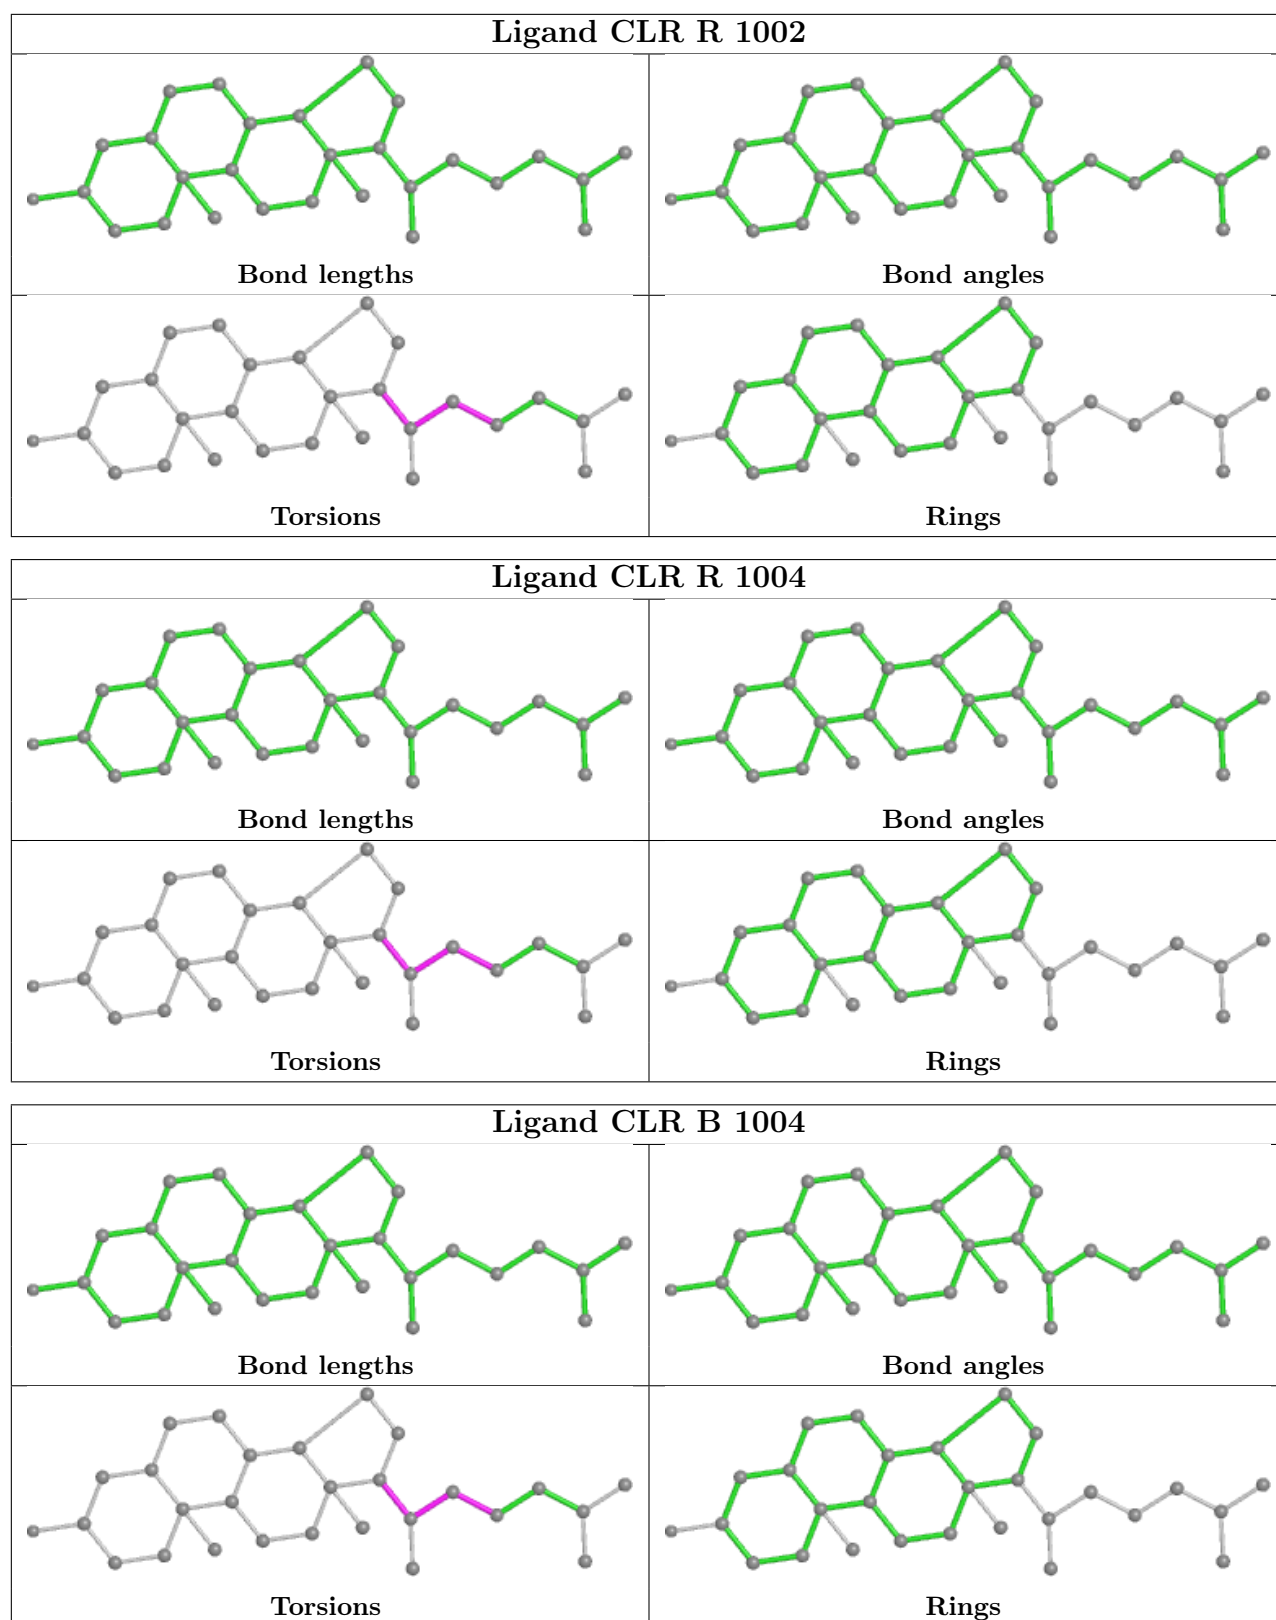 Ligand CLR R 1002
Bond lengths
Bond angles
Torsions
Rings
Ligand CLR R 1004
Bond lengths
Bond angles
Torsions
Rings
Ligand CLR B 1004
Bond lengths
Bond angles
Torsions
Rings